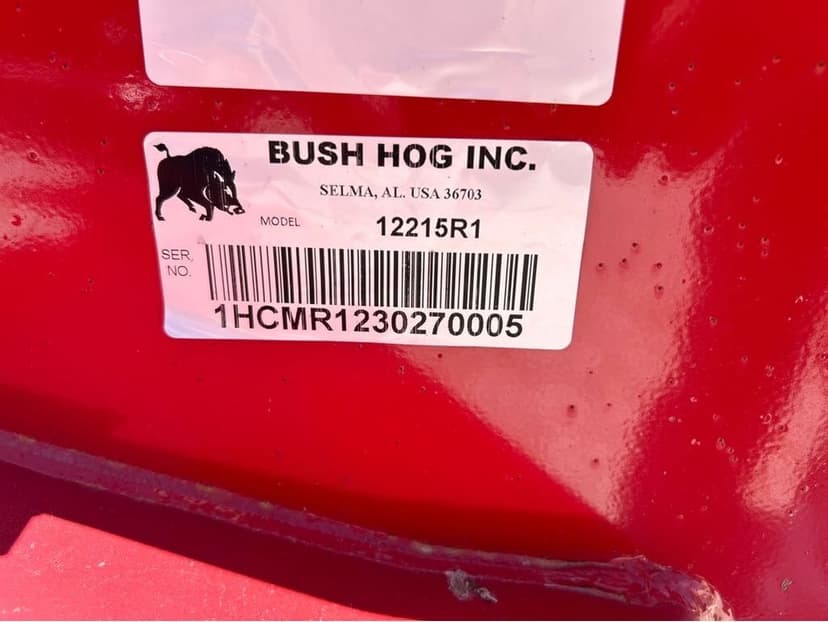 BUSH HOG INC.
SELMA, AL. USA 36703
MODEL 12215R1
SER.
NO.
1HCMR1230270005